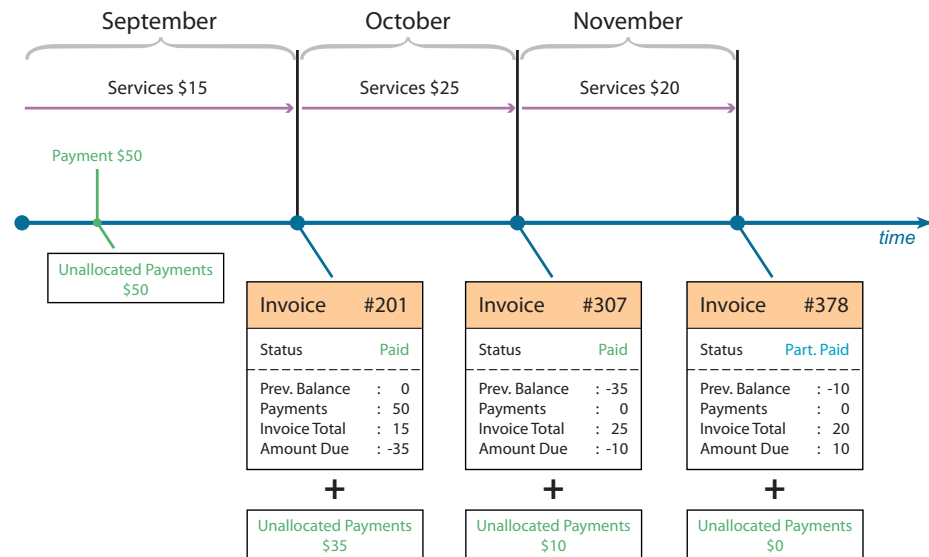 September
October
November
Services $15
Services $25
Services $20
Payment $50
time
Unallocated Payments
$50
Invoice #201
Status Paid
Prev. Balance : 0
Payments : 50
Invoice Total : 15
Amount Due : -35
+
Unallocated Payments
$35
Invoice #307
Status Paid
Prev. Balance : -35
Payments : 0
Invoice Total : 25
Amount Due : -10
+
Unallocated Payments
$10
Invoice #378
Status Part. Paid
Prev. Balance : -10
Payments : 0
Invoice Total : 20
Amount Due : 10
+
Unallocated Payments
$0